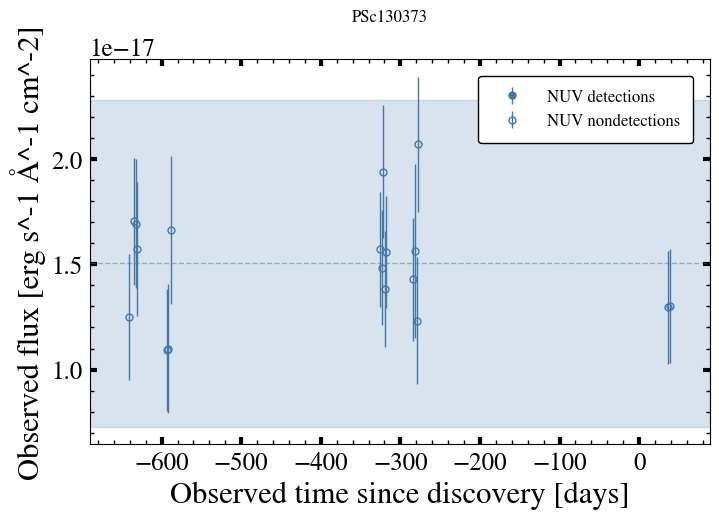 PSc130373
1e−17
Observed flux [erg s^-1 Å^-1 cm^-2]
2.0
1.5
1.0
NUV detections
NUV nondetections
−600 −500 −400 −300 −200 −100 0
Observed time since discovery [days]